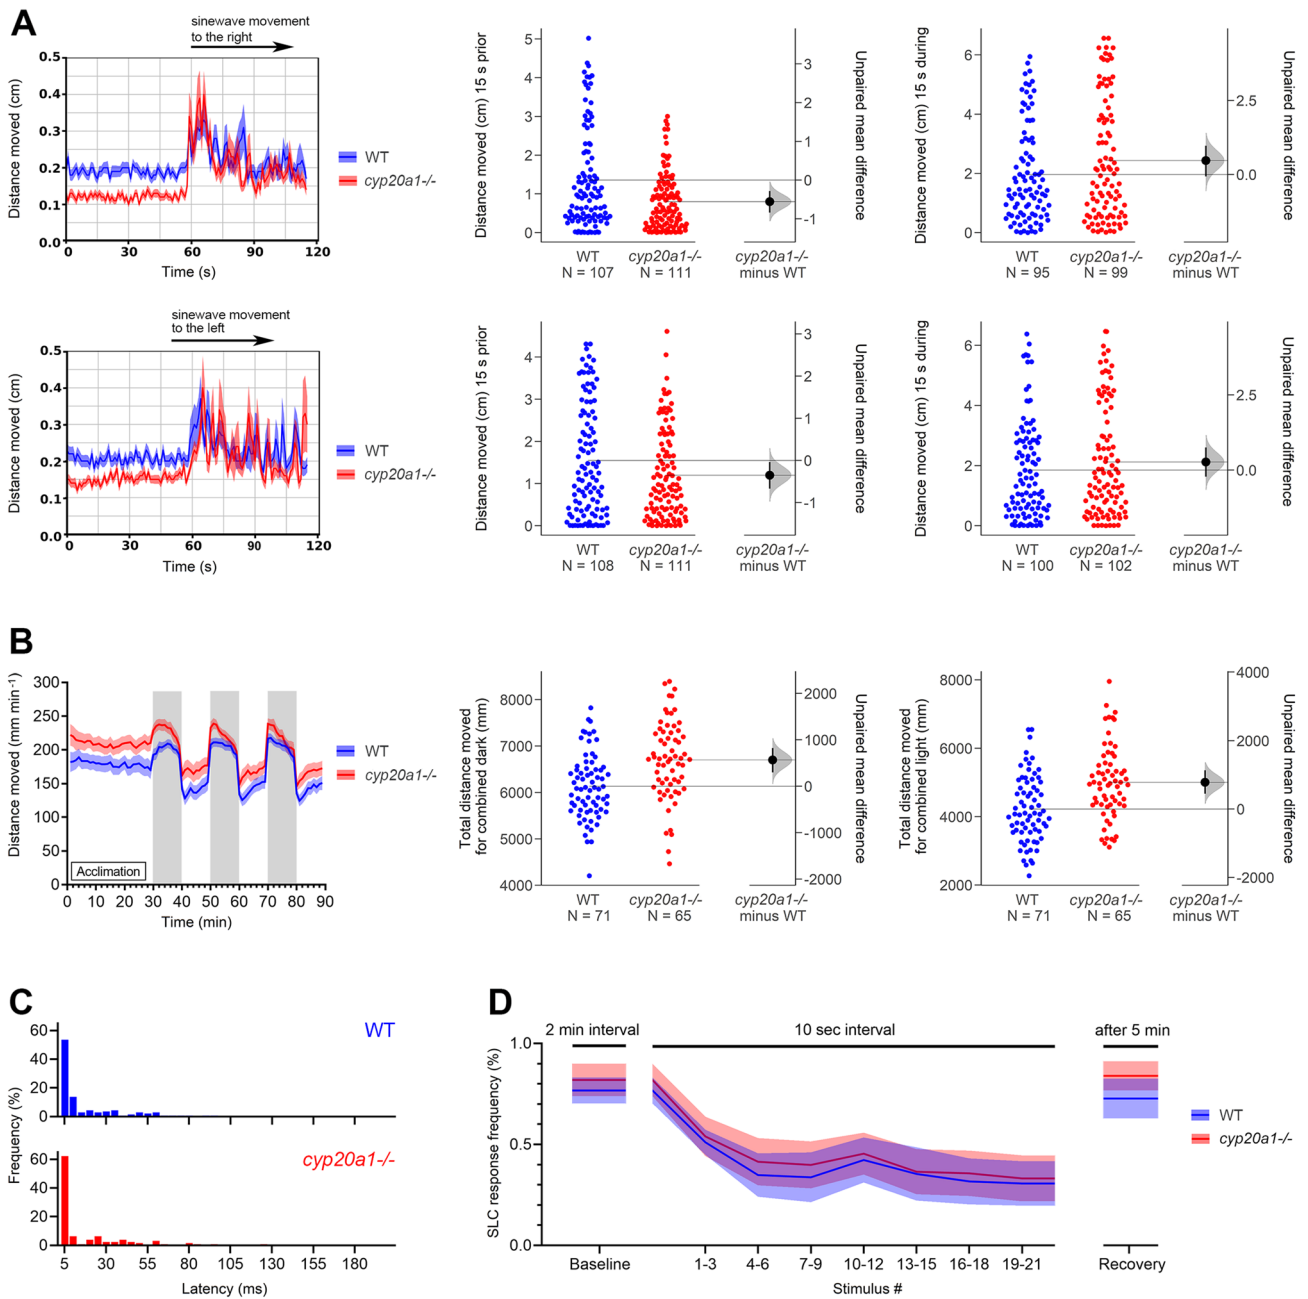 A
sinewave movement
to the right
Distance moved (cm)
0.5
0.4
0.3
0.2
0.1
0.0
0 30 60 90 120
Time (s)
WT
cyp20a1-/-
Distance moved (cm) 15 s prior
5
4
3
2
1
0
WT
N = 107
cyp20a1-/-
N = 111
cyp20a1-/-
minus WT
3
2
1
0
-1
Unpaired mean difference
Distance moved (cm) 15 s during
6
4
2
0
WT
N = 95
cyp20a1-/-
N = 99
cyp20a1-/-
minus WT
2.5
0.0
Unpaired mean difference
sinewave movement
to the left
Distance moved (cm)
0.5
0.4
0.3
0.2
0.1
0.0
0 30 60 90 120
Time (s)
WT
cyp20a1-/-
Distance moved (cm) 15 s prior
4
3
2
1
0
WT
N = 108
cyp20a1-/-
N = 111
cyp20a1-/-
minus WT
3
2
1
0
-1
Unpaired mean difference
Distance moved (cm) 15 s during
6
4
2
0
WT
N = 100
cyp20a1-/-
N = 102
cyp20a1-/-
minus WT
2.5
0.0
Unpaired mean difference
B
Distance moved (mm min⁻¹)
300
250
200
150
100
50
0
Acclimation
0 10 20 30 40 50 60 70 80 90
Time (min)
WT
cyp20a1-/-
Total distance moved
for combined dark (mm)
8000
7000
6000
5000
4000
WT
N = 71
cyp20a1-/-
N = 65
cyp20a1-/-
minus WT
2000
1000
0
-1000
-2000
Unpaired mean difference
Total distance moved
for combined light (mm)
8000
6000
4000
2000
WT
N = 71
cyp20a1-/-
N = 65
cyp20a1-/-
minus WT
4000
2000
0
-2000
Unpaired mean difference
C
Frequency (%)
60
40
20
0
WT
60
40
20
0
cyp20a1-/-
5 30 55 80 105 130 155 180
Latency (ms)
D
2 min interval
10 sec interval
after 5 min
SLC response frequency (%)
1.0
0.5
0.0
Baseline
1-3 4-6 7-9 10-12 13-15 16-18 19-21
Recovery
Stimulus #
WT
cyp20a1-/-